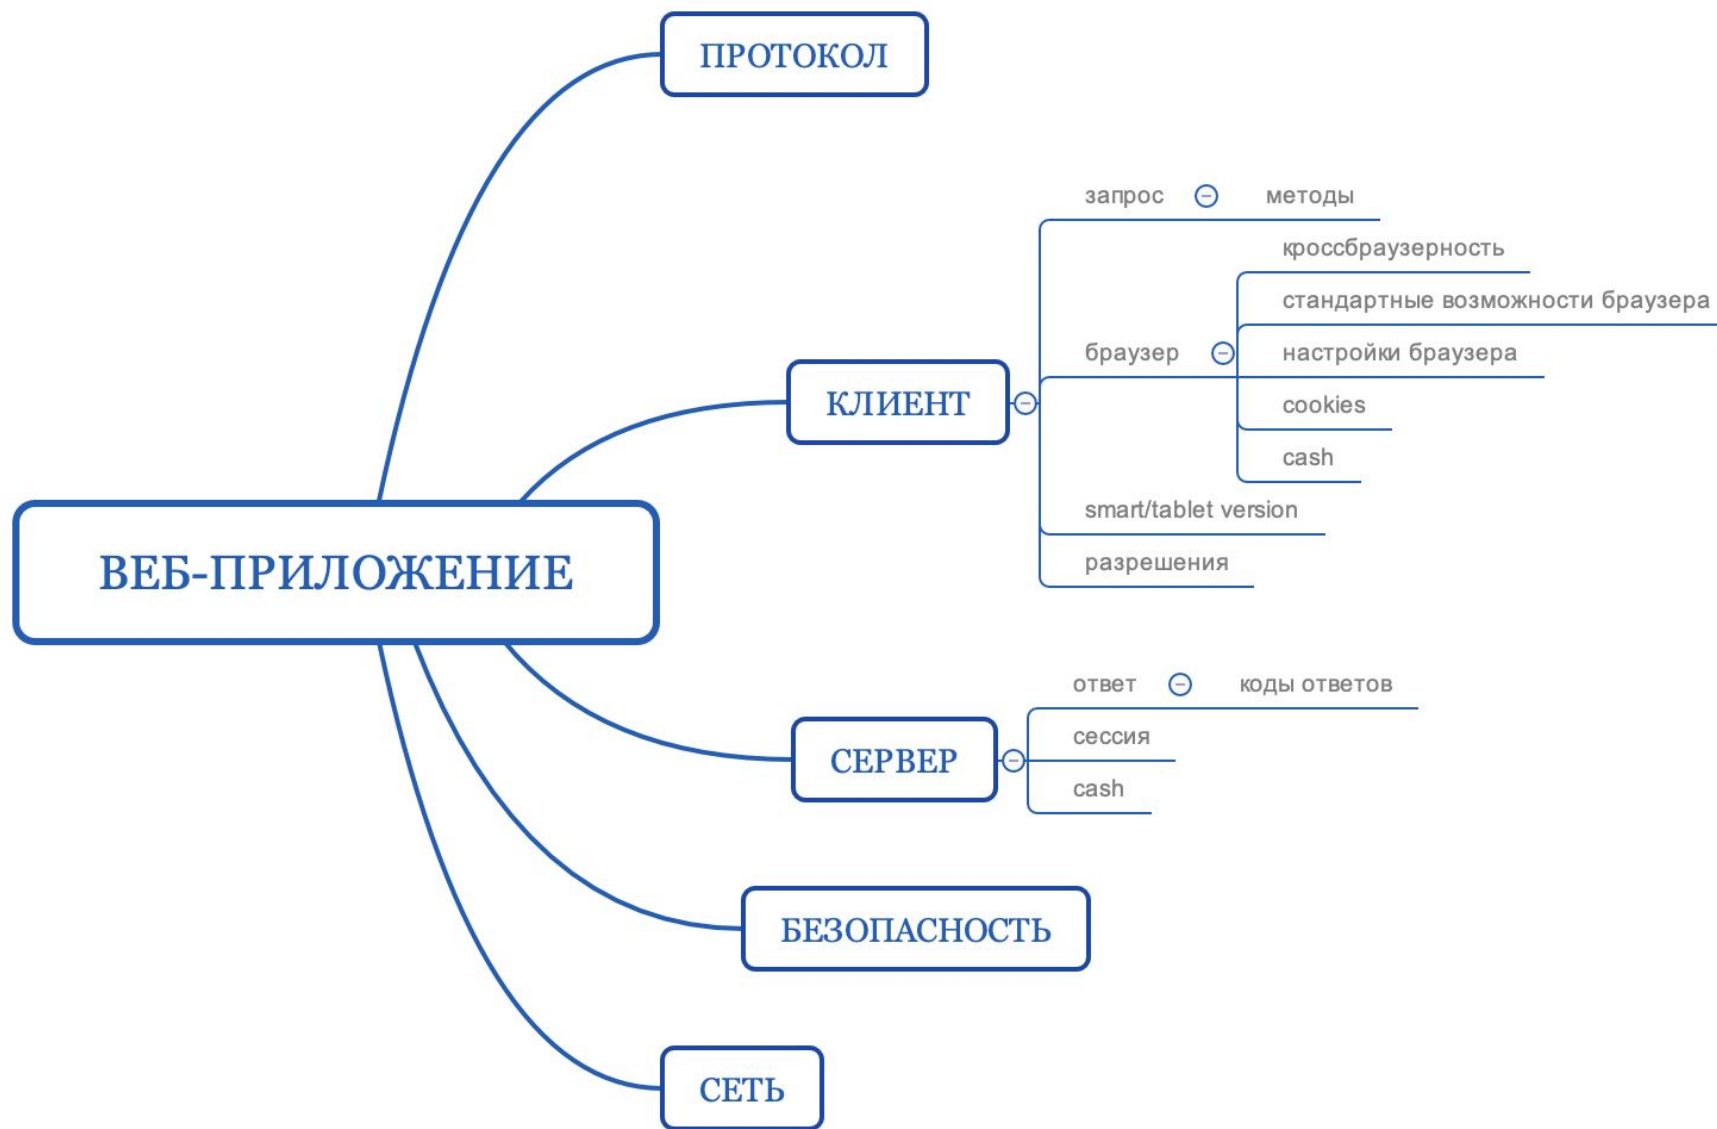 ПРОТОКОЛ
запрос
методы
кроссбраузерность
стандартные возможности браузера
браузер
настройки браузера
КЛИЕНТ
cookies
cash
smart/tablet version
разрешения
ВЕБ-ПРИЛОЖЕНИЕ
ответ
коды ответов
сессия
СЕРВЕР
cash
БЕЗОПАСНОСТЬ
СЕТЬ